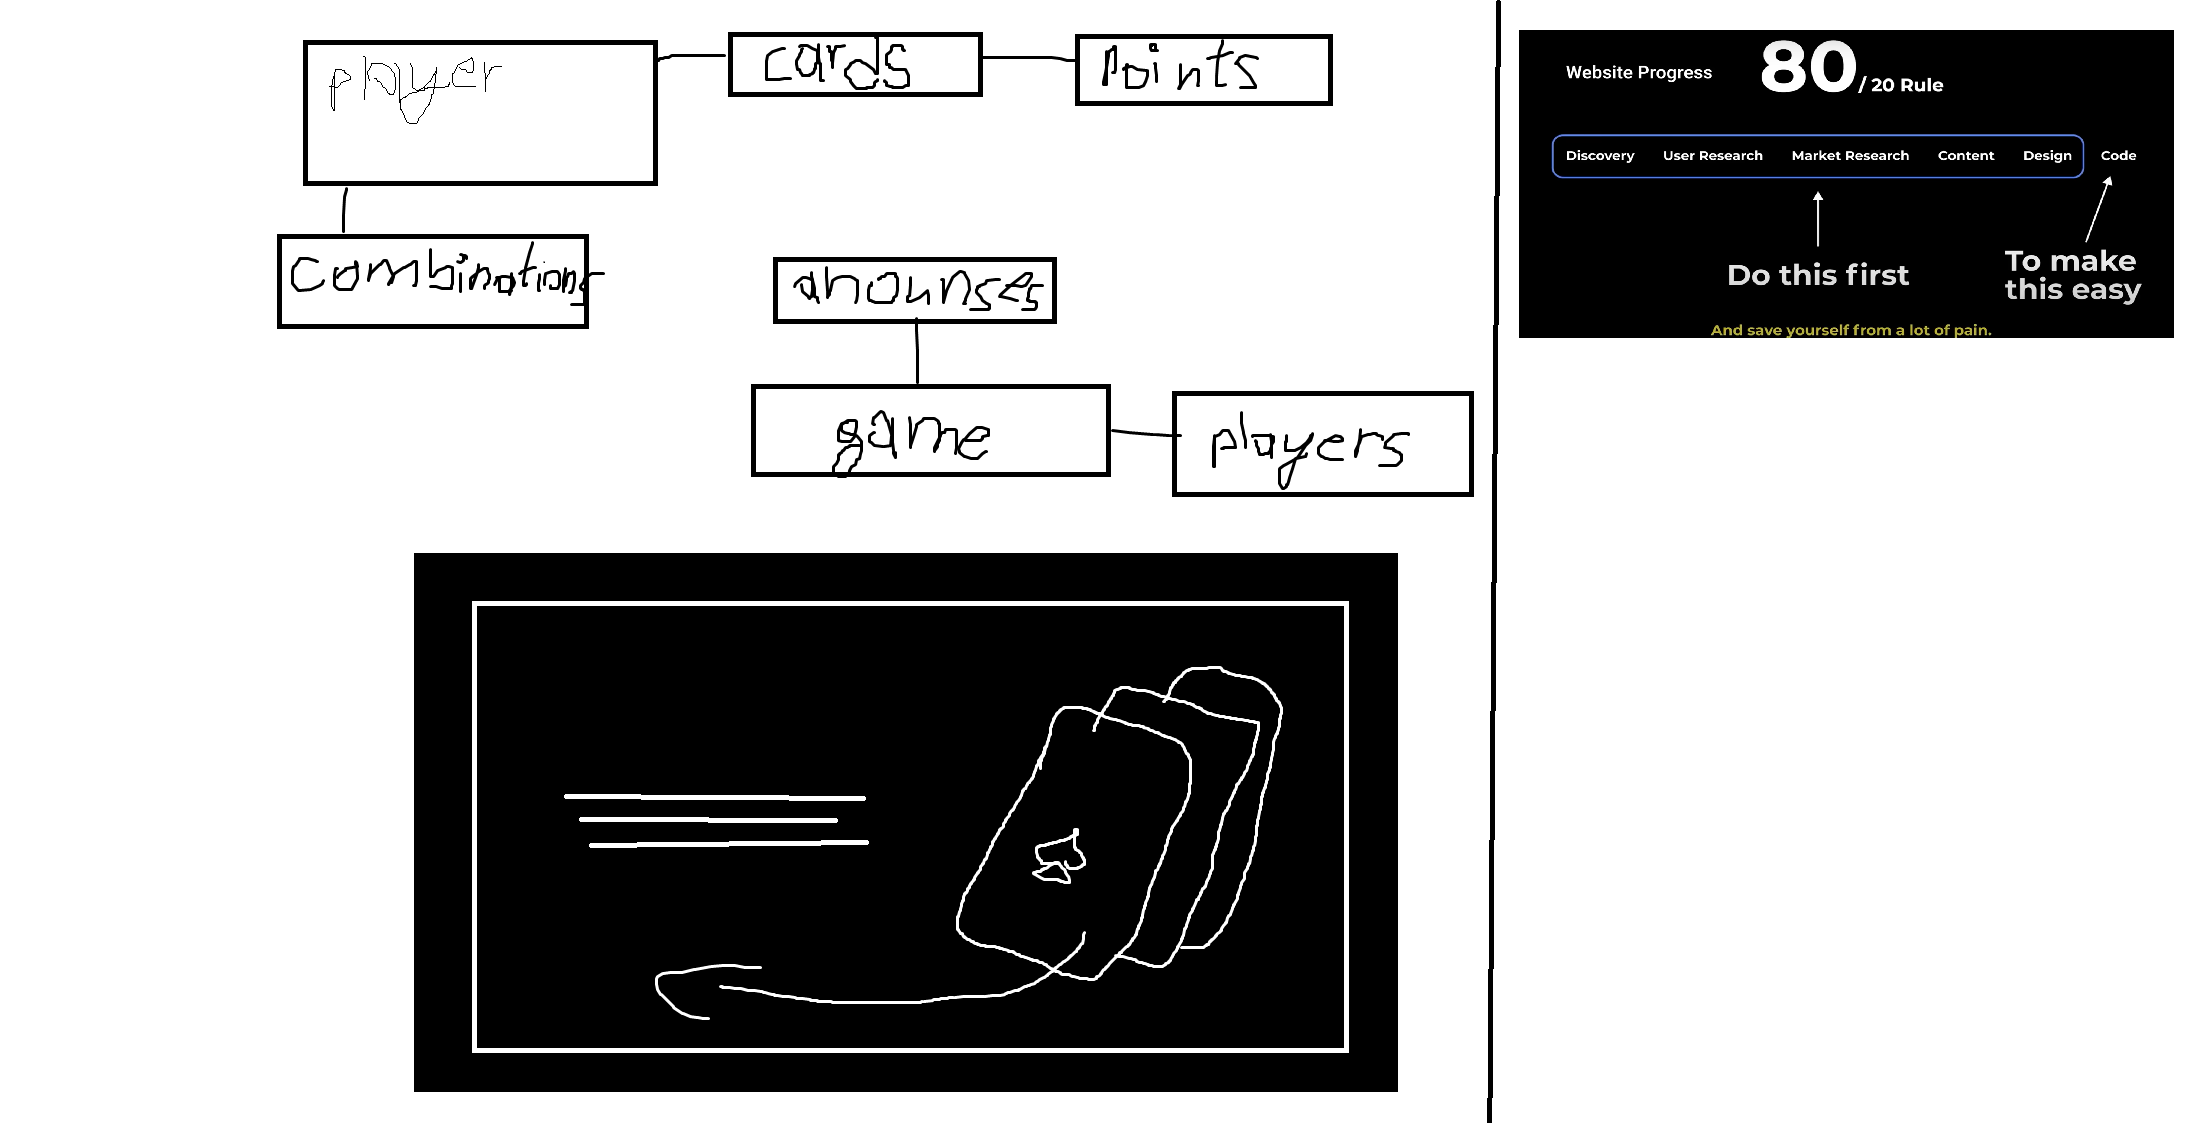 player
cards
points
combinations
anounses
game
players
Website Progress
80/ 20 Rule
Discovery User Research Market Research Content Design Code
Do this first
To make
this easy
And save yourself from a lot of pain.